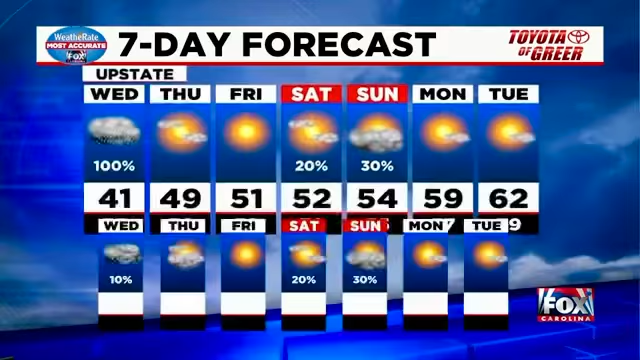 WeatheRate
MOST ACCURATE
FOX
7-DAY FORECAST
TOYOTA
OF GREER
UPSTATE
WED THU FRI SAT SUN MON TUE
100% 20% 30%
41 49 51 52 54 59 62
WED THU FRI SAT SUN MON TUE
10% 20% 30%
FOX
CAROLINA